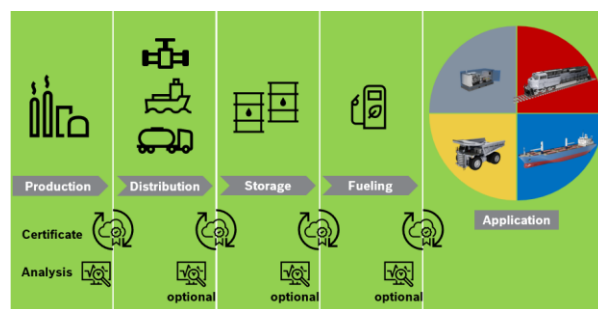 Production
Distribution
Storage
Fueling
Application
Certificate
Analysis
optional
optional
optional